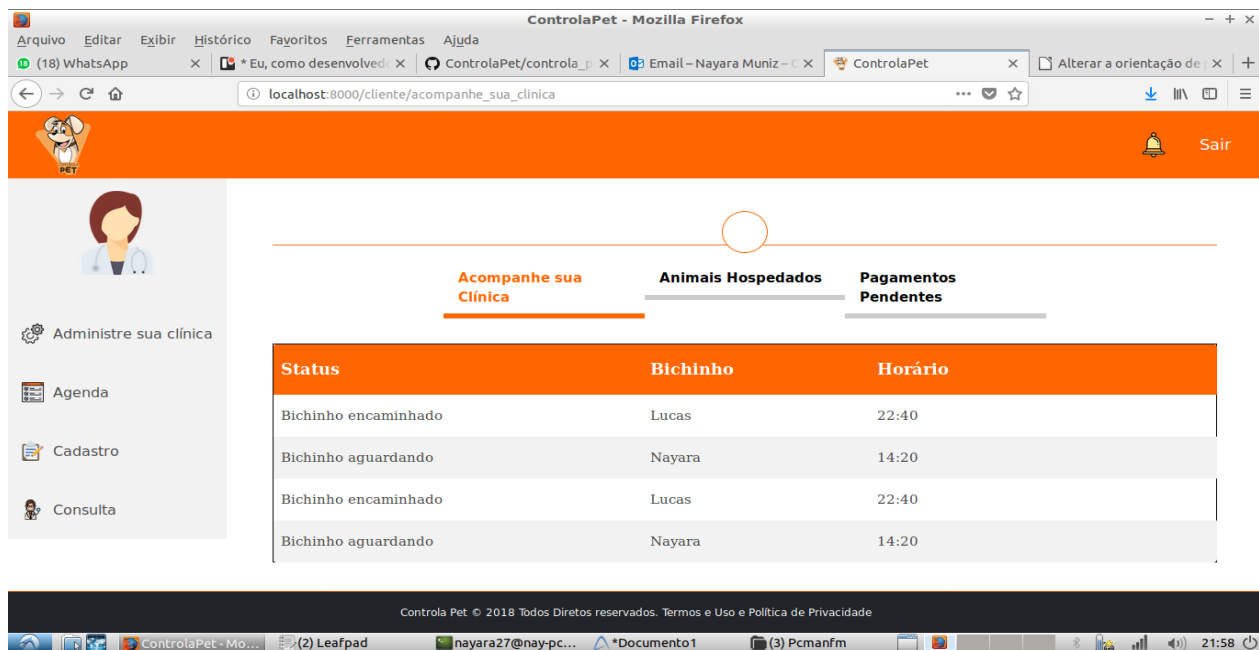 ControlaPet - Mozilla Firefox
Arquivo Editar Exibir Histórico Favoritos Ferramentas Ajuda
(18) WhatsApp * Eu, como desenvolved ControlaPet/controla_p Email – Nayara Muniz – ControlaPet Alterar a orientação de
localhost:8000/cliente/acompanhe_sua_clinica
PET Sair
Acompanhe sua Clínica Animais Hospedados Pagamentos Pendentes
Administre sua clínica
Agenda
Cadastro
Consulta
Status Bichinho Horário
Bichinho encaminhado Lucas 22:40
Bichinho aguardando Nayara 14:20
Bichinho encaminhado Lucas 22:40
Bichinho aguardando Nayara 14:20
Controla Pet © 2018 Todos Diretos reservados. Termos e Uso e Política de Privacidade
ControlaPet - Mo... (2) Leafpad nayara27@nay-pc... *Documento1 (3) Pcmanfm 21:58